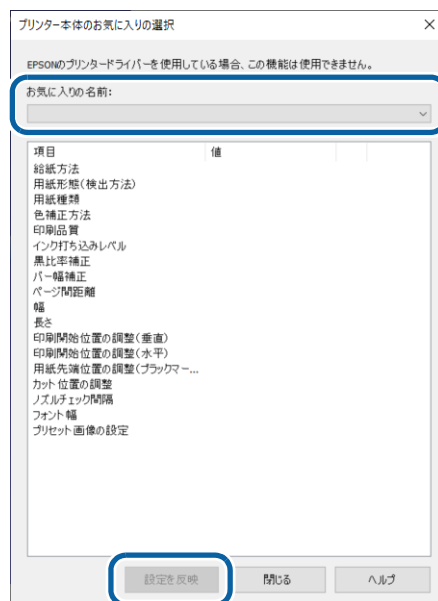 プリンター本体のお気に入りの選択
EPSONのプリンタードライバーを使用している場合、この機能は使用できません。
お気に入りの名前:
項目 値
給紙方法
用紙形態(検出方法)
用紙種類
色補正方法
印刷品質
インク打ち込みレベル
黒比率補正
バー幅補正
ページ間距離
幅
長さ
印刷開始位置の調整(垂直)
印刷開始位置の調整(水平)
用紙先端位置の調整(ブラックマー...
カット位置の調整
ノズルチェック間隔
フォント幅
プリセット画像の設定
設定を反映 閉じる ヘルプ